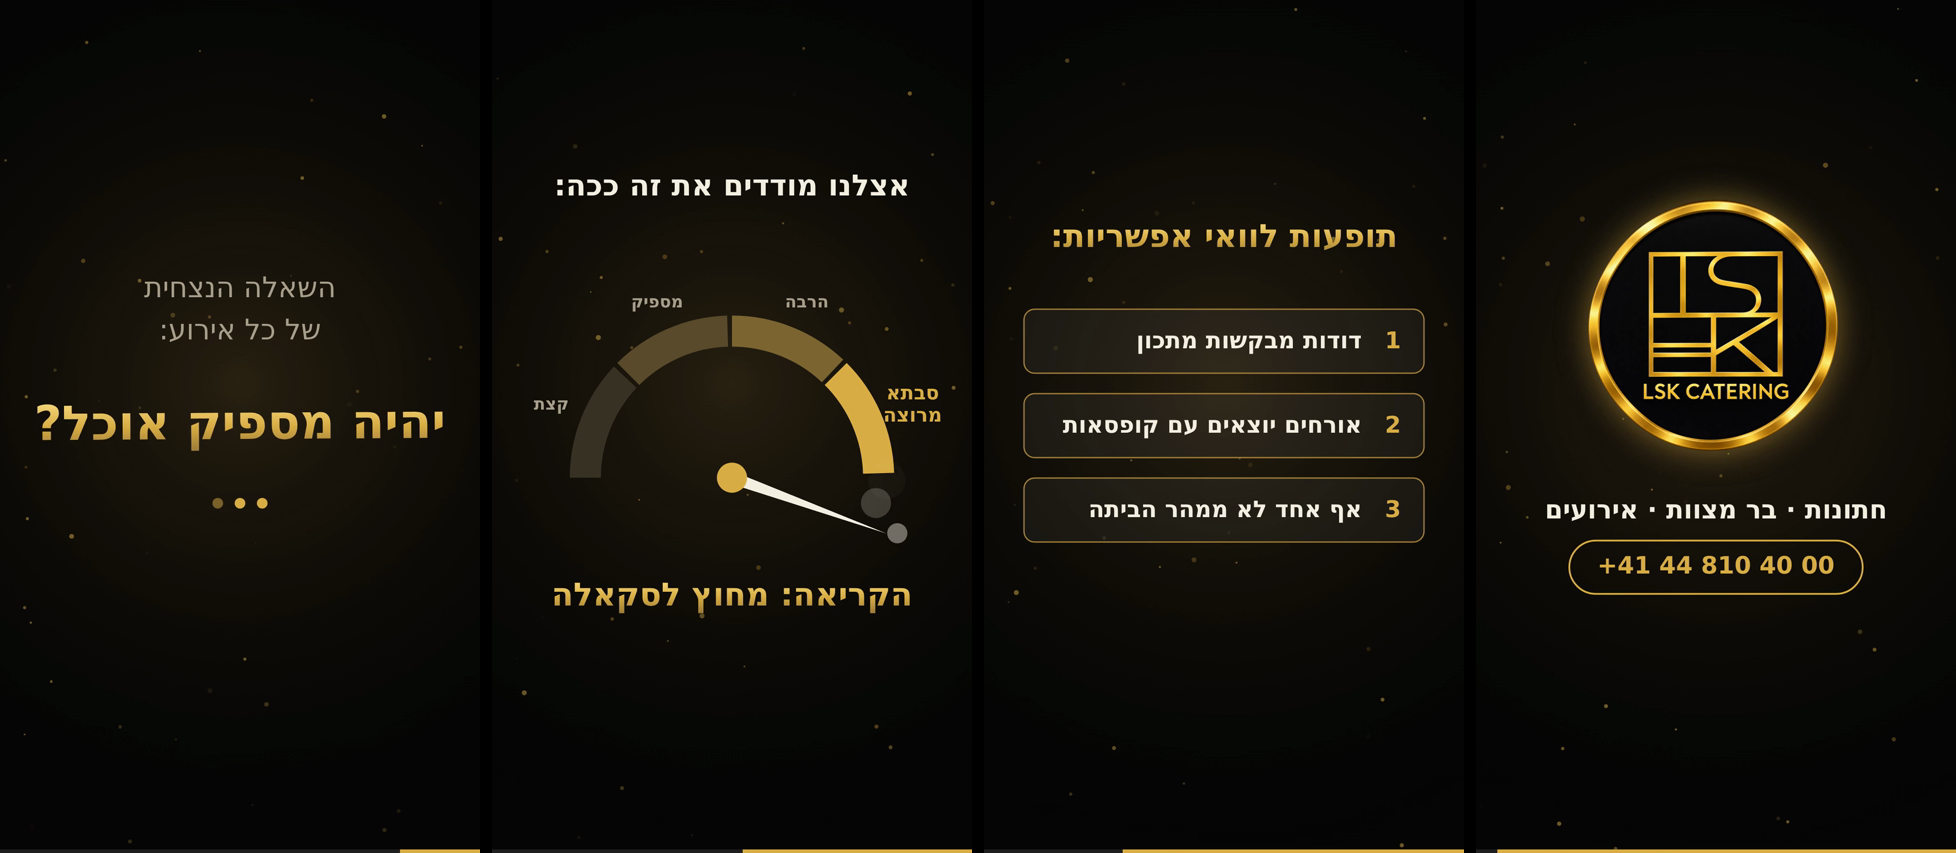 השאלה הנצחית
של כל אירוע:
יהיה מספיק אוכל?
אצלנו מודדים את זה ככה:
קצת
מספיק
הרבה
סבתא
מרוצה
הקריאה: מחוץ לסקאלה
תופעות לוואי אפשריות:
1 דודות מבקשות מתכון
2 אורחים יוצאים עם קופסאות
3 אף אחד לא ממהר הביתה
LSK
LSK CATERING
חתונות · בר מצוות · אירועים
+41 44 810 40 00